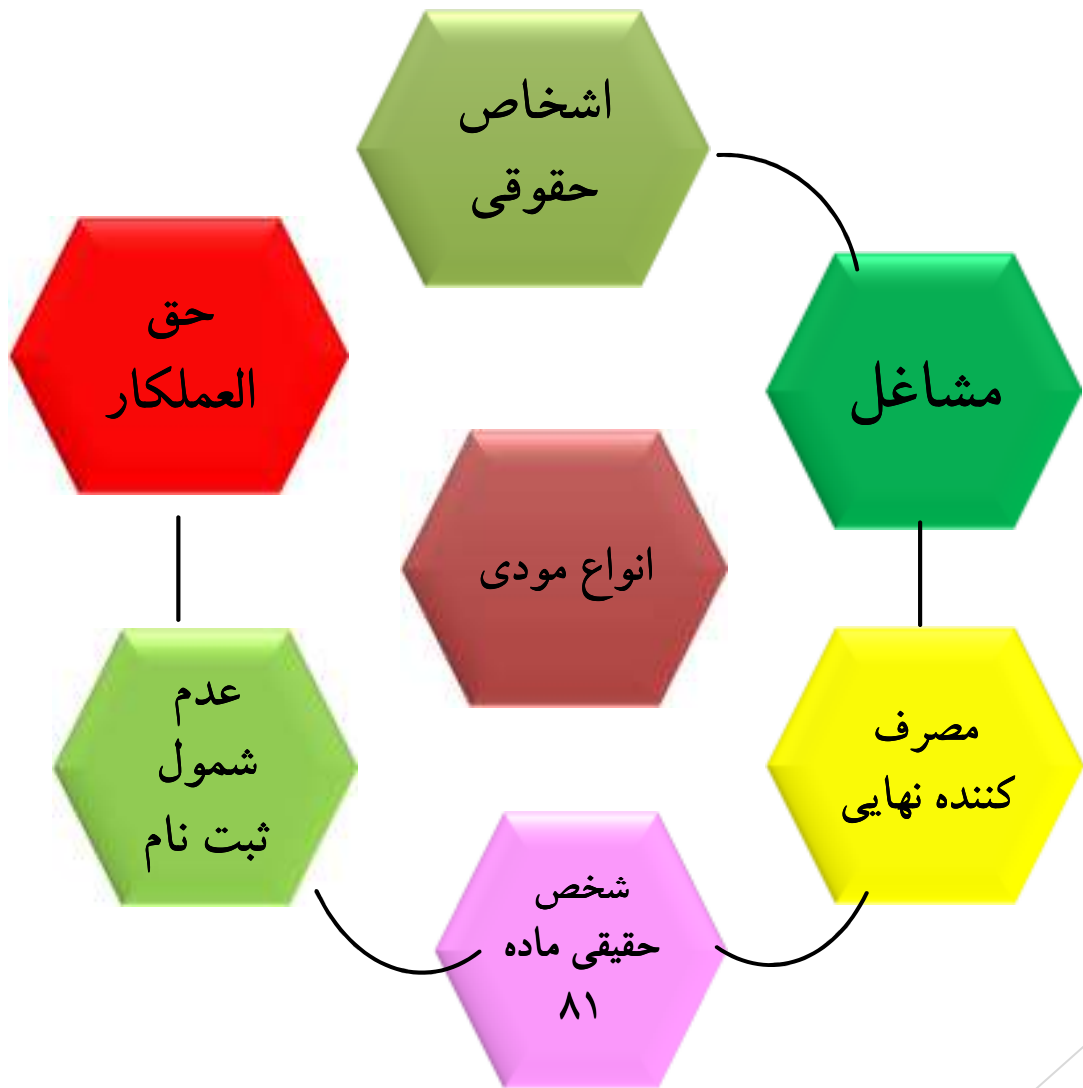 اشخاص
حقوقی
مشاغل
مصرف
کننده نهایی
شخص
حقیقی ماده
۸۱
عدم
شمول
ثبت نام
حق
العملکار
انواع مودی